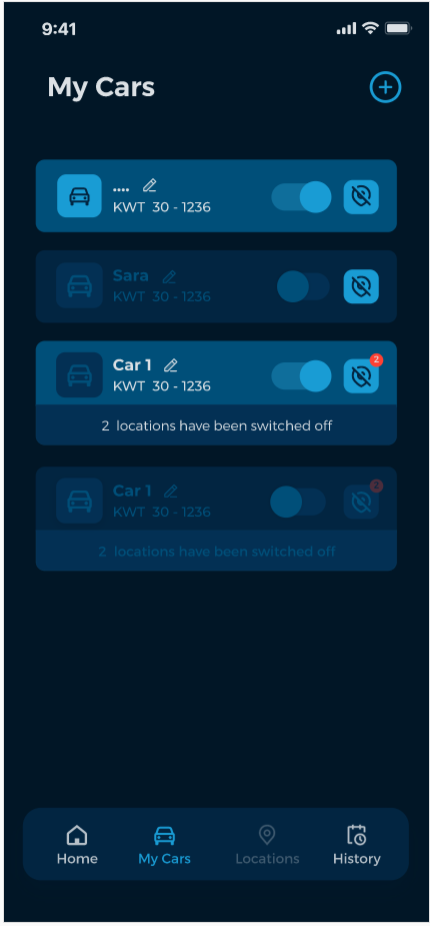 9:41
My Cars
....
KWT 30 - 1236
Sara
KWT 30 - 1236
Car 1
KWT 30 - 1236
2
2 locations have been switched off
Car 1
KWT 30 - 1236
2
2 locations have been switched off
Home
My Cars
Locations
History